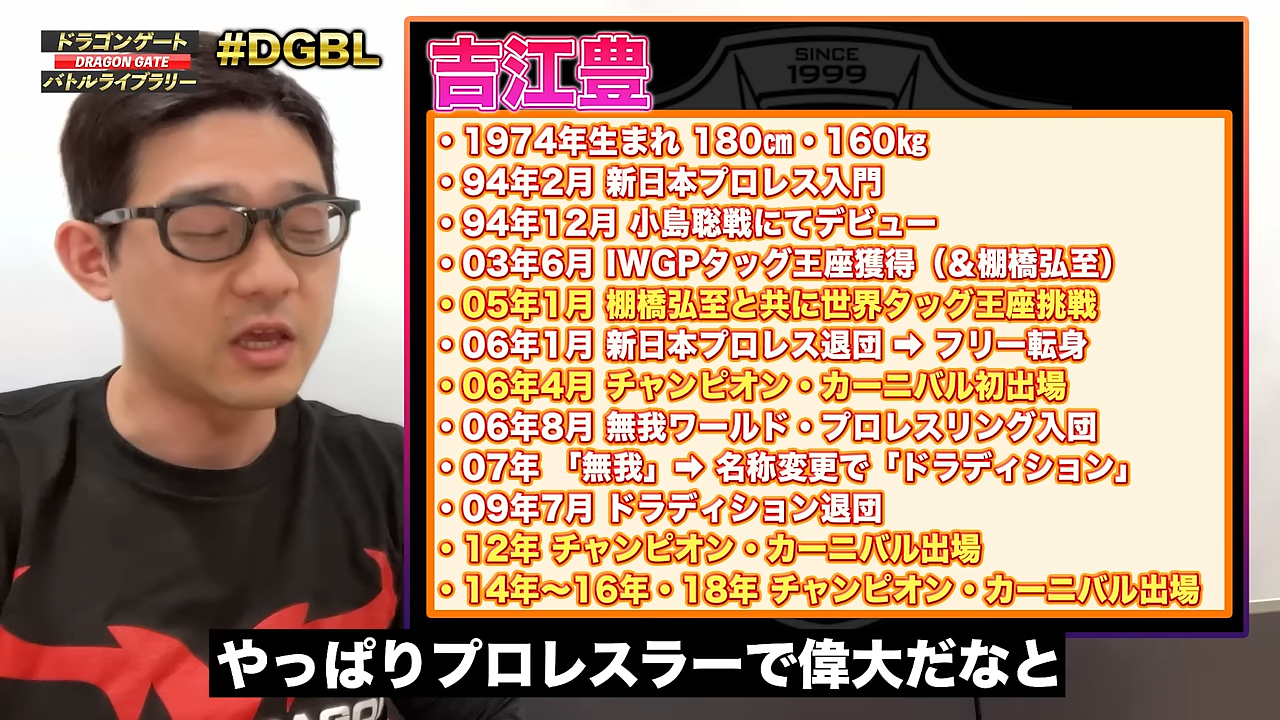 ドラゴンゲート
DRAGON GATE
バトルライブラリー
#DGBL
SINCE
1999
吉江豊
・1974年生まれ 180㎝・160㎏
・94年2月 新日本プロレス入門
・94年12月 小島聡戦にてデビュー
・03年6月 IWGPタッグ王座獲得（&棚橋弘至）
・05年1月 棚橋弘至と共に世界タッグ王座挑戦
・06年1月 新日本プロレス退団 ➡ フリー転身
・06年4月 チャンピオン・カーニバル初出場
・06年8月 無我ワールド・プロレスリング入団
・07年 「無我」➡ 名称変更で「ドラディション」
・09年7月 ドラディション退団
・12年 チャンピオン・カーニバル出場
・14年〜16年・18年 チャンピオン・カーニバル出場
やっぱりプロレスラーで偉大だなと